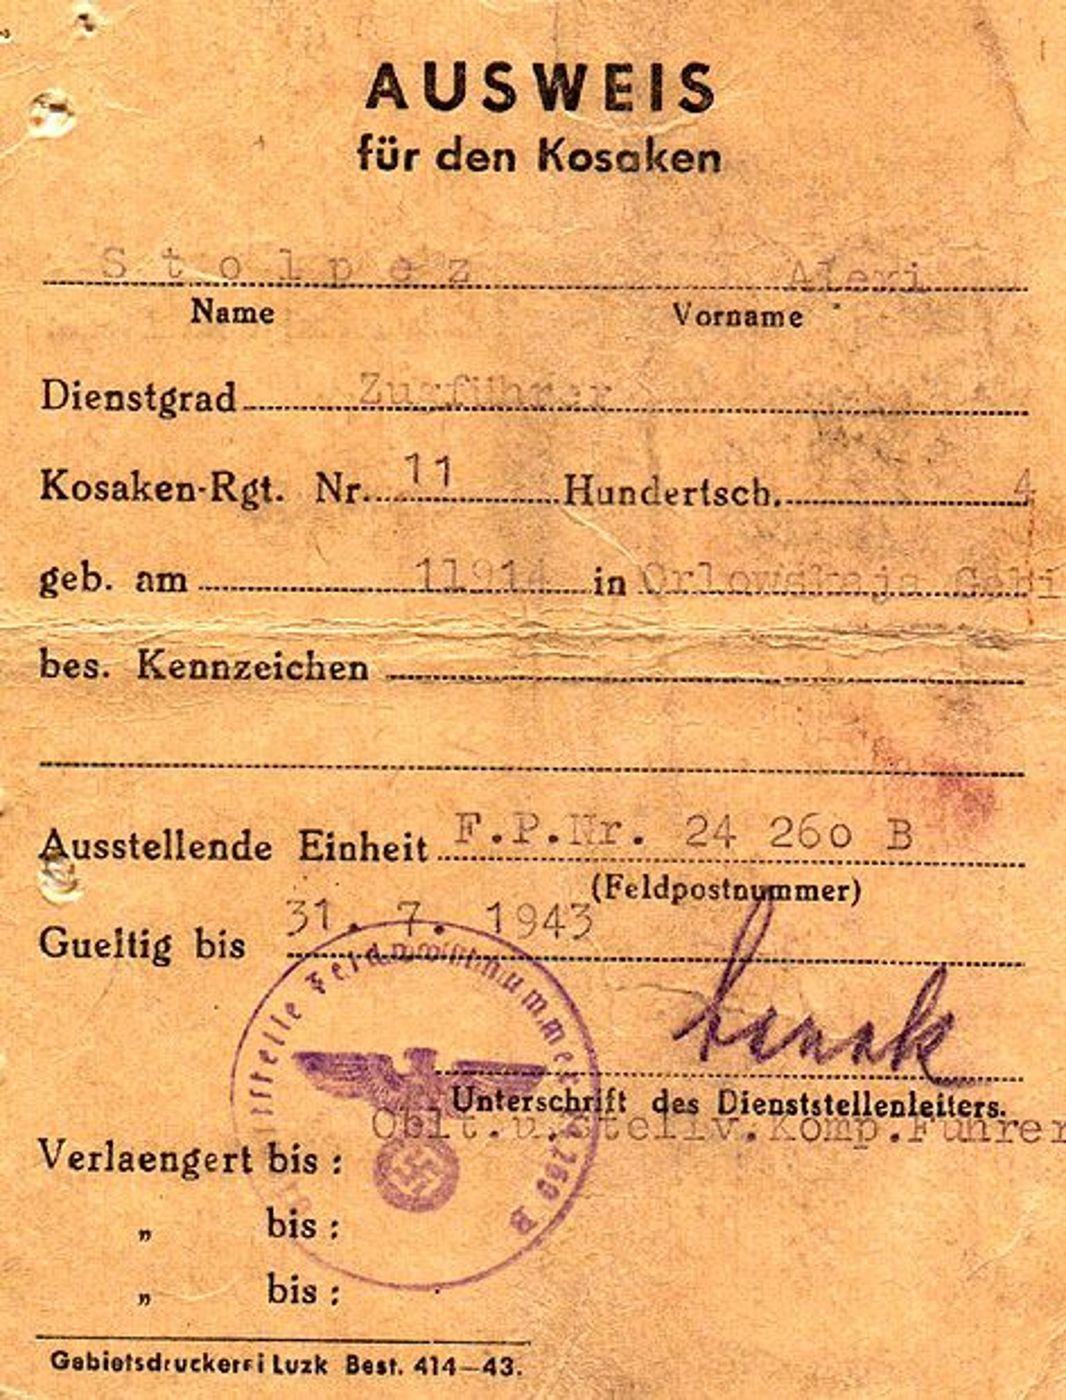 AUSWEIS
für den Kosaken
Stolpez Alexi
Name Vorname
Dienstgrad Zugführer
Kosaken-Rgt. Nr. 11 Hundertsch. 4
geb. am 11914 in Orlowskaja
bes. Kennzeichen
Ausstellende Einheit F.P.Nr. 24 260 B
(Feldpostnummer)
Gueltig bis 31. 7. 1943
Feldpostnummer
Unterschrift des Dienststellenleiters.
Oblt.u.stellv.Komp.Führer
Verlaengert bis :
„ bis :
„ bis :
Gebietsdruckerei Luzk Best. 414—43.